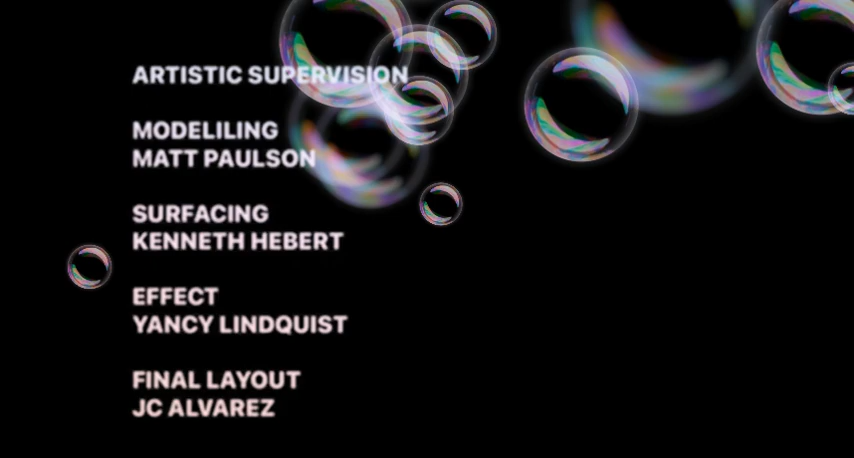 ARTISTIC SUPERVISION
MODELILING
MATT PAULSON
SURFACING
KENNETH HEBERT
EFFECT
YANCY LINDQUIST
FINAL LAYOUT
JC ALVAREZ